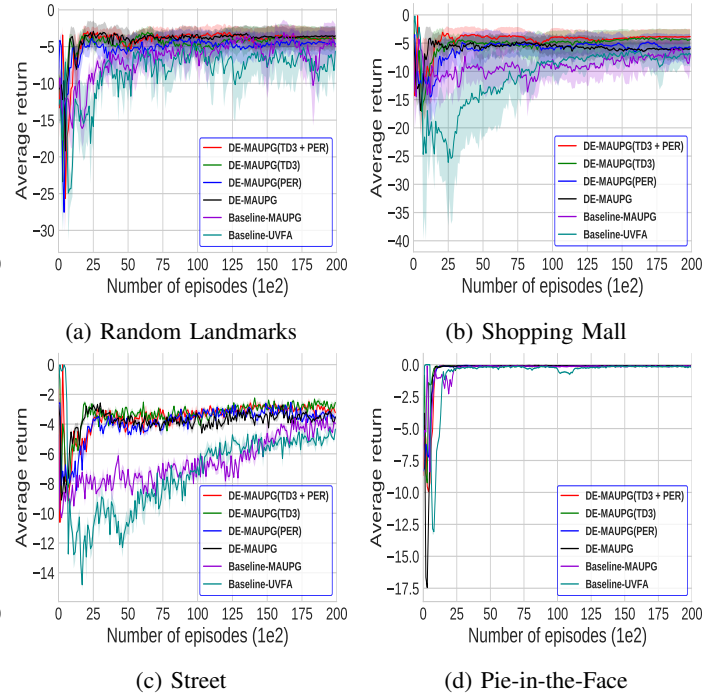 0
−5
−10
−15
−20
−25
−30
Average return
DE-MAUPG(TD3 + PER)
DE-MAUPG(TD3)
DE-MAUPG(PER)
DE-MAUPG
Baseline-MAUPG
Baseline-UVFA
0 25 50 75 100 125 150 175 200
Number of episodes (1e2)
(a) Random Landmarks
0
−5
−10
−15
−20
−25
−30
−35
−40
Average return
DE-MAUPG(TD3 + PER)
DE-MAUPG(TD3)
DE-MAUPG(PER)
DE-MAUPG
Baseline-MAUPG
Baseline-UVFA
0 25 50 75 100 125 150 175 200
Number of episodes (1e2)
(b) Shopping Mall
0
−2
−4
−6
−8
−10
−12
−14
Average return
DE-MAUPG(TD3 + PER)
DE-MAUPG(TD3)
DE-MAUPG(PER)
DE-MAUPG
Baseline-MAUPG
Baseline-UVFA
0 25 50 75 100 125 150 175 200
Number of episodes (1e2)
(c) Street
0.0
−2.5
−5.0
−7.5
−10.0
−12.5
−15.0
−17.5
Average return
DE-MAUPG(TD3 + PER)
DE-MAUPG(TD3)
DE-MAUPG(PER)
DE-MAUPG
Baseline-MAUPG
Baseline-UVFA
0 25 50 75 100 125 150 175 200
Number of episodes (1e2)
(d) Pie-in-the-Face